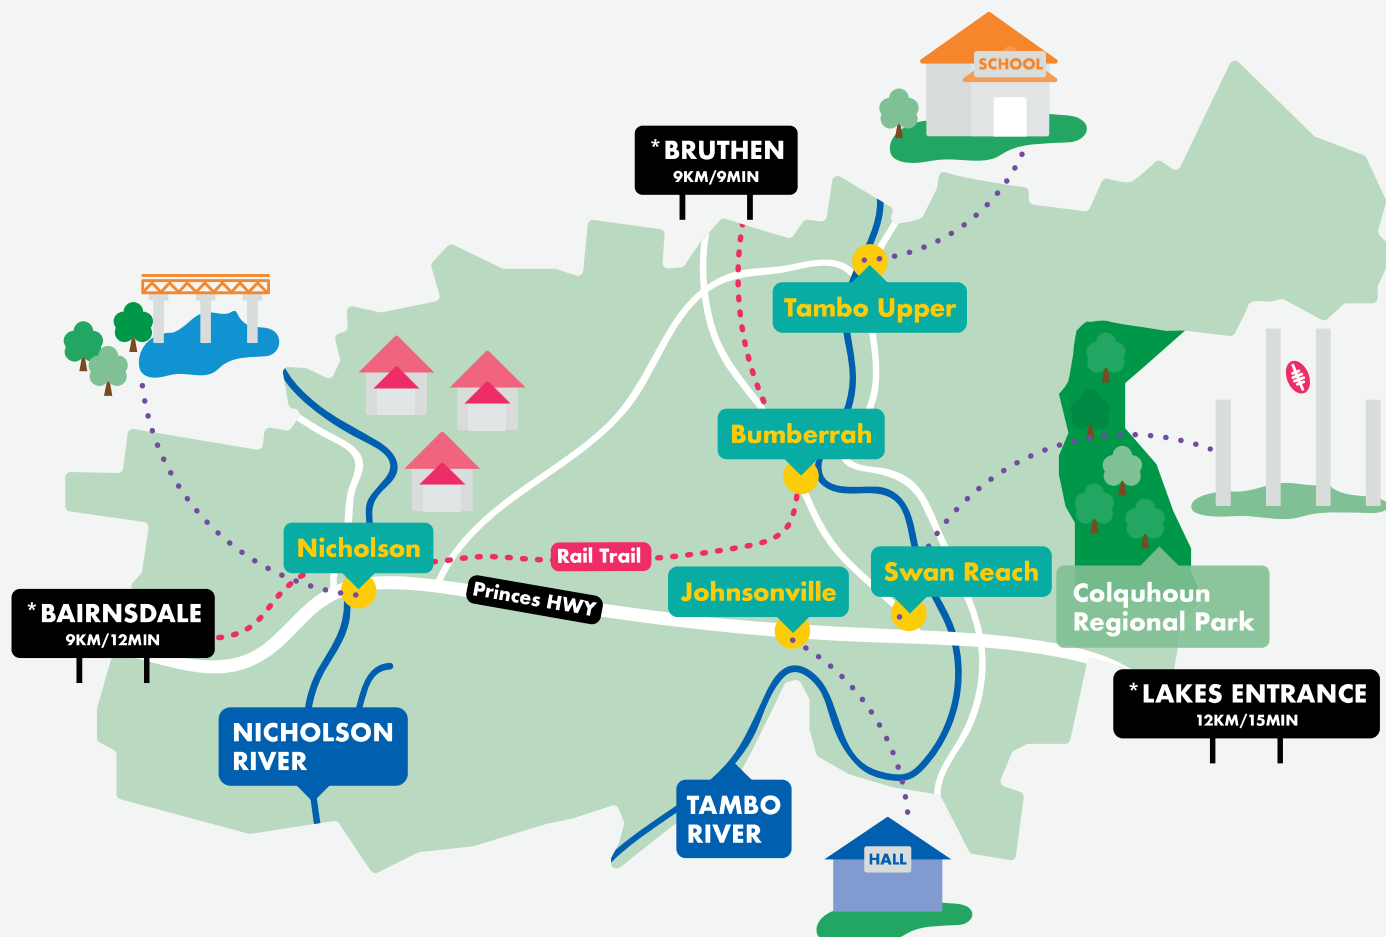 SCHOOL
*BRUTHEN
9KM/9MIN
Tambo Upper
Bumberrah
Nicholson
Rail Trail
Swan Reach
Johnsonville
Princes HWY
Colquhoun
Regional Park
*BAIRNSDALE
9KM/12MIN
*LAKES ENTRANCE
12KM/15MIN
NICHOLSON
RIVER
TAMBO
RIVER
HALL